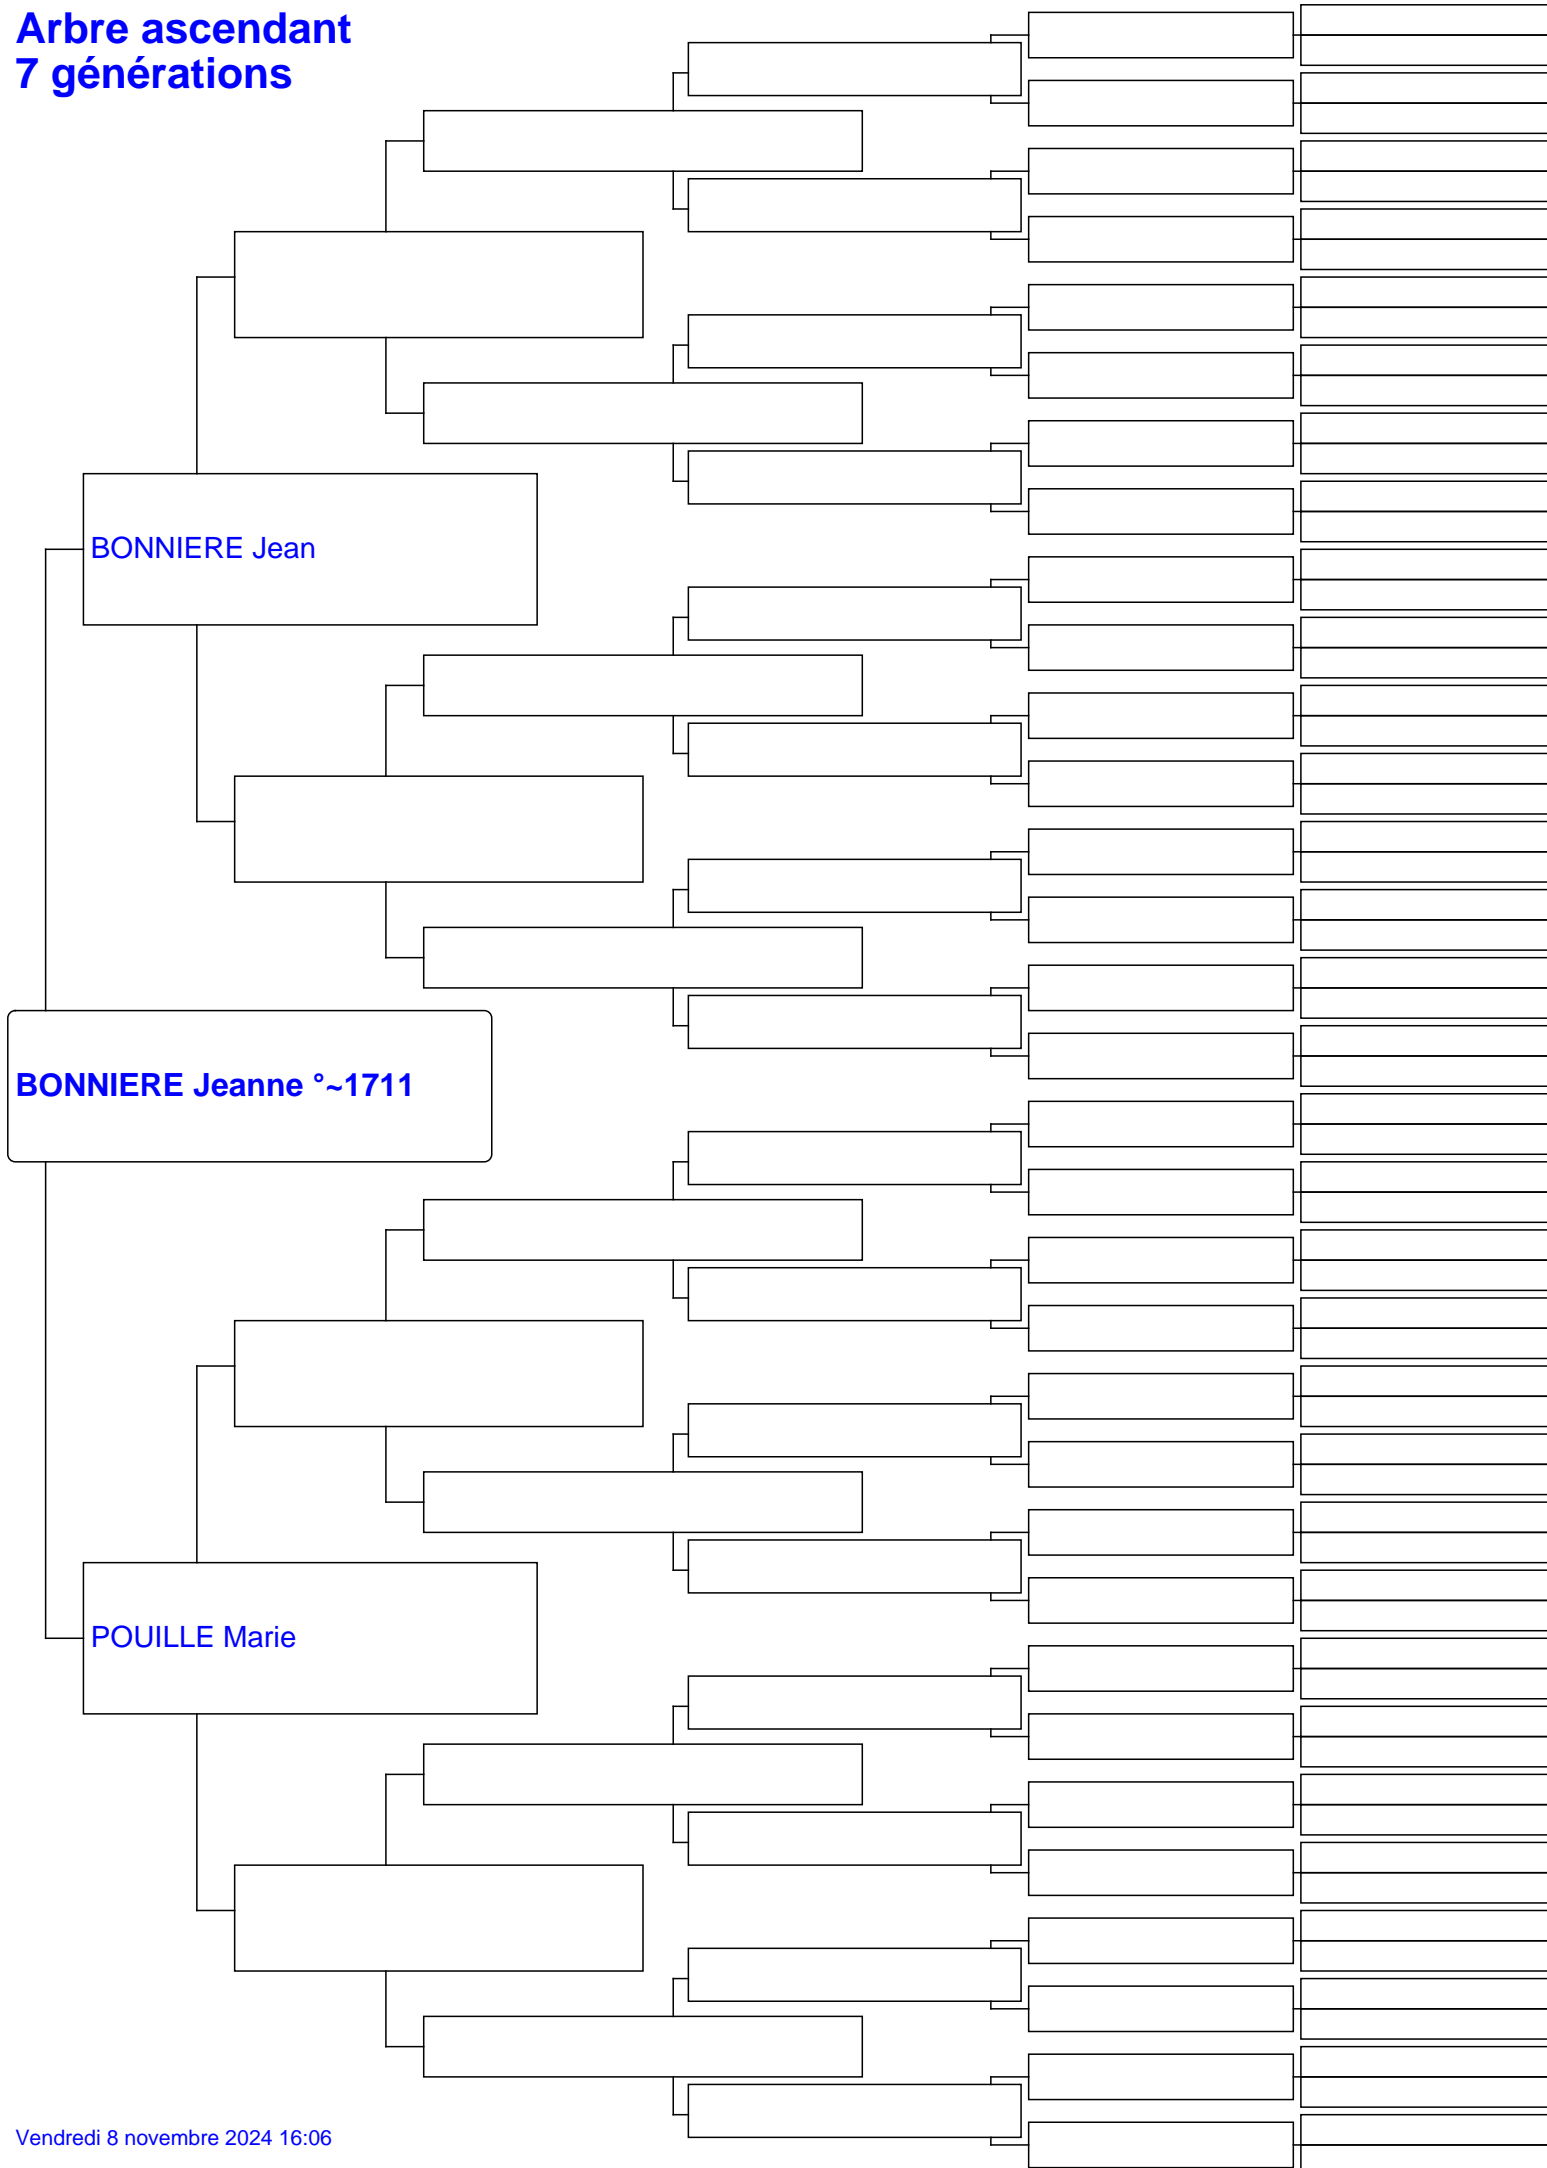 Arbre ascendant
7 générations
BONNIERE Jean
BONNIERE Jeanne °~1711
POUILLE Marie
Vendredi 8 novembre 2024 16:06